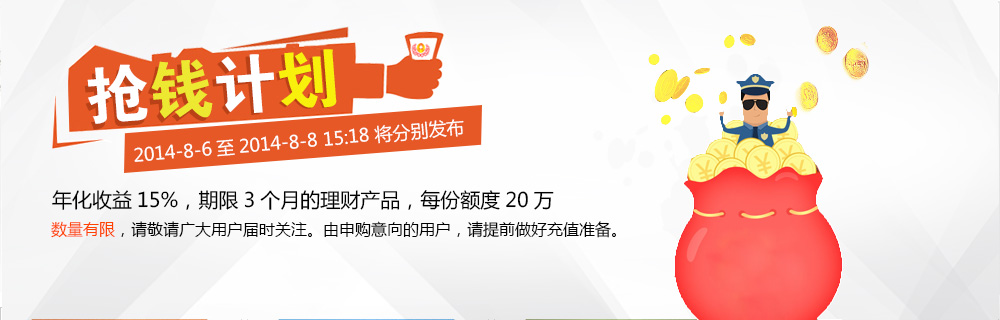 抢钱计划
2014-8-6 至 2014-8-8 15:18 将分别发布
年化收益 15%，期限 3 个月的理财产品，每份额度 20 万
数量有限，请敬请广大用户届时关注。由申购意向的用户，请提前做好充值准备。